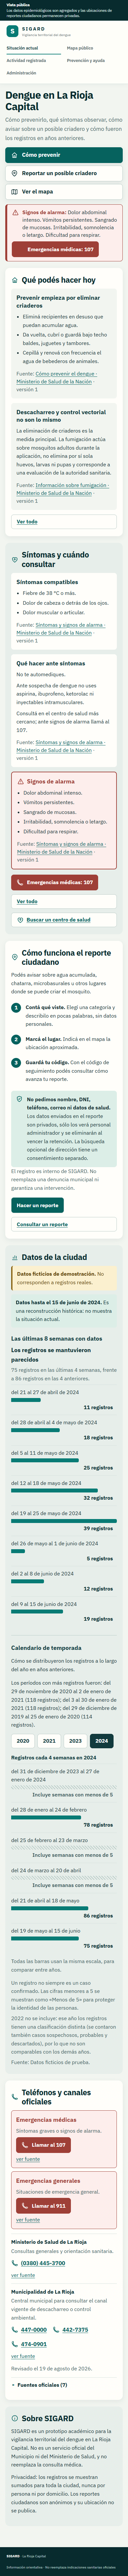 Vista pública
Los datos epidemiológicos son agregados y las ubicaciones de
reportes ciudadanos permanecen privadas.
S
SIGARD
Vigilancia territorial del dengue
Situación actual
Mapa público
Actividad registrada
Prevención y ayuda
Administración
Dengue en La Rioja
Capital
Cómo prevenirlo, qué síntomas observar, cómo
avisar sobre un posible criadero y cómo fueron
los registros en años anteriores.
Cómo prevenir
Reportar un posible criadero
Ver el mapa
Signos de alarma: Dolor abdominal
intenso. Vómitos persistentes. Sangrado
de mucosas. Irritabilidad, somnolencia
o letargo. Dificultad para respirar.
Emergencias médicas: 107
Qué podés hacer hoy
Prevenir empieza por eliminar
criaderos
Eliminá recipientes en desuso que
puedan acumular agua.
Da vuelta, cubrí o guardá bajo techo
baldes, juguetes y tambores.
Cepillá y renová con frecuencia el
agua de bebederos de animales.
Fuente: Cómo prevenir el dengue ·
Ministerio de Salud de la Nación ·
versión 1
Descacharreo y control vectorial
no son lo mismo
La eliminación de criaderos es la
medida principal. La fumigación actúa
sobre mosquitos adultos en
situaciones definidas, no elimina por
sí sola huevos, larvas ni pupas y
corresponde a una evaluación de la
autoridad sanitaria.
Fuente: Información sobre fumigación ·
Ministerio de Salud de la Nación ·
versión 1
Ver todo
Síntomas y cuándo
consultar
Síntomas compatibles
Fiebre de 38 °C o más.
Dolor de cabeza o detrás de los ojos.
Dolor muscular o articular.
Fuente: Síntomas y signos de alarma ·
Ministerio de Salud de la Nación ·
versión 1
Qué hacer ante síntomas
No te automediques.
Ante sospecha de dengue no uses
aspirina, ibuprofeno, ketorolac ni
inyectables intramusculares.
Consultá en el centro de salud más
cercano; ante signos de alarma llamá al
107.
Fuente: Síntomas y signos de alarma ·
Ministerio de Salud de la Nación ·
versión 1
Signos de alarma
Dolor abdominal intenso.
Vómitos persistentes.
Sangrado de mucosas.
Irritabilidad, somnolencia o letargo.
Dificultad para respirar.
Fuente: Síntomas y signos de alarma ·
Ministerio de Salud de la Nación ·
versión 1
Emergencias médicas: 107
Ver todo
Buscar un centro de salud
Cómo funciona el reporte
ciudadano
Podés avisar sobre agua acumulada,
chatarra, microbasurales u otros lugares
donde se pueda criar el mosquito.
1 Contá qué viste. Elegí una categoría y
describilo en pocas palabras, sin datos
personales.
2 Marcá el lugar. Indicá en el mapa la
ubicación aproximada.
3 Guardá tu código. Con el código de
seguimiento podés consultar cómo
avanza tu reporte.
No pedimos nombre, DNI,
teléfono, correo ni datos de salud.
Los datos enviados en el reporte
son privados, sólo los verá personal
administrador y se eliminarán al
vencer la retención. La búsqueda
opcional de dirección tiene un
consentimiento separado.
El registro es interno de SIGARD. No
reemplaza una denuncia municipal ni
garantiza una intervención.
Hacer un reporte
Consultar un reporte
Datos de la ciudad
Datos ficticios de demostración. No
corresponden a registros reales.
Datos hasta el 15 de junio de 2024. Es
una reconstrucción histórica: no muestra
la situación actual.
Las últimas 8 semanas con datos
Los registros se mantuvieron
parecidos
75 registros en las últimas 4 semanas, frente
a 86 registros en las 4 anteriores.
del 21 al 27 de abril de 2024
11 registros
del 28 de abril al 4 de mayo de 2024
18 registros
del 5 al 11 de mayo de 2024
25 registros
del 12 al 18 de mayo de 2024
32 registros
del 19 al 25 de mayo de 2024
39 registros
del 26 de mayo al 1 de junio de 2024
5 registros
del 2 al 8 de junio de 2024
12 registros
del 9 al 15 de junio de 2024
19 registros
Calendario de temporada
Cómo se distribuyeron los registros a lo largo
del año en años anteriores.
Los períodos con más registros fueron: del
29 de noviembre de 2020 al 2 de enero de
2021 (118 registros); del 3 al 30 de enero de
2021 (118 registros); del 29 de diciembre de
2019 al 25 de enero de 2020 (114
registros).
2020
2021
2023
2024
Registros cada 4 semanas en 2024
del 31 de diciembre de 2023 al 27 de
enero de 2024
Incluye semanas con menos de 5
del 28 de enero al 24 de febrero
78 registros
del 25 de febrero al 23 de marzo
Incluye semanas con menos de 5
del 24 de marzo al 20 de abril
Incluye semanas con menos de 5
del 21 de abril al 18 de mayo
86 registros
del 19 de mayo al 15 de junio
75 registros
Todas las barras usan la misma escala, para
comparar entre años.
Un registro no siempre es un caso
confirmado. Las cifras menores a 5 se
muestran como «Menos de 5» para proteger
la identidad de las personas.
2022 no se incluye: ese año los registros
tienen una clasificación distinta (se contaron
también casos sospechosos, probables y
descartados), por lo que no son
comparables con los demás años.
Fuente: Datos ficticios de prueba.
Teléfonos y canales
oficiales
Emergencias médicas
Síntomas graves o signos de alarma.
Llamar al 107
ver fuente
Emergencias generales
Situaciones de emergencia general.
Llamar al 911
ver fuente
Ministerio de Salud de La Rioja
Consultas generales y orientación sanitaria.
(0380) 445-3700
ver fuente
Municipalidad de La Rioja
Central municipal para consultar el canal
vigente de descacharreo o control
ambiental.
447-0000
442-7375
474-0901
ver fuente
Revisado el 19 de agosto de 2026.
Fuentes oficiales (7)
Sobre SIGARD
SIGARD es un prototipo académico para la
vigilancia territorial del dengue en La Rioja
Capital. No es un servicio oficial del
Municipio ni del Ministerio de Salud, y no
reemplaza la consulta médica.
Privacidad: los registros se muestran
sumados para toda la ciudad, nunca por
persona ni por domicilio. Los reportes
ciudadanos son anónimos y su ubicación no
se publica.
SIGARD · La Rioja Capital
Información orientativa · No reemplaza indicaciones sanitarias oficiales